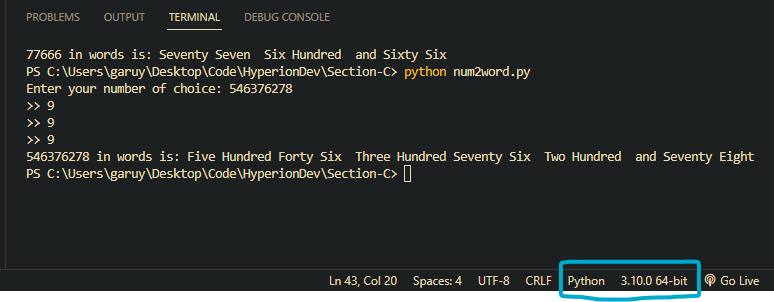 PROBLEMS OUTPUT TERMINAL DEBUG CONSOLE
77666 in words is: Seventy Seven  Six Hundred  and Sixty Six
PS C:\Users\garuy\Desktop\Code\HyperionDev\Section-C> python num2word.py
Enter your number of choice: 546376278
>> 9
>> 9
>> 9
546376278 in words is: Five Hundred Forty Six  Three Hundred Seventy Six  Two Hundred  and Seventy Eight
PS C:\Users\garuy\Desktop\Code\HyperionDev\Section-C>
Ln 43, Col 20 Spaces: 4 UTF-8 CRLF Python 3.10.0 64-bit Go Live